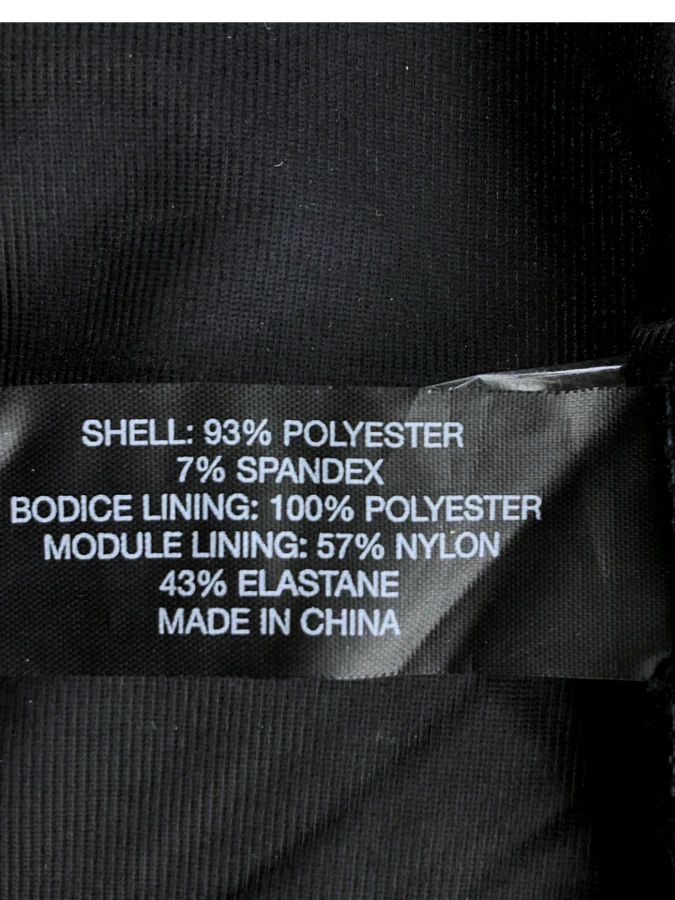 SHELL: 93% POLYESTER
7% SPANDEX
BODICE LINING: 100% POLYESTER
MODULE LINING: 57% NYLON
43% ELASTANE
MADE IN CHINA